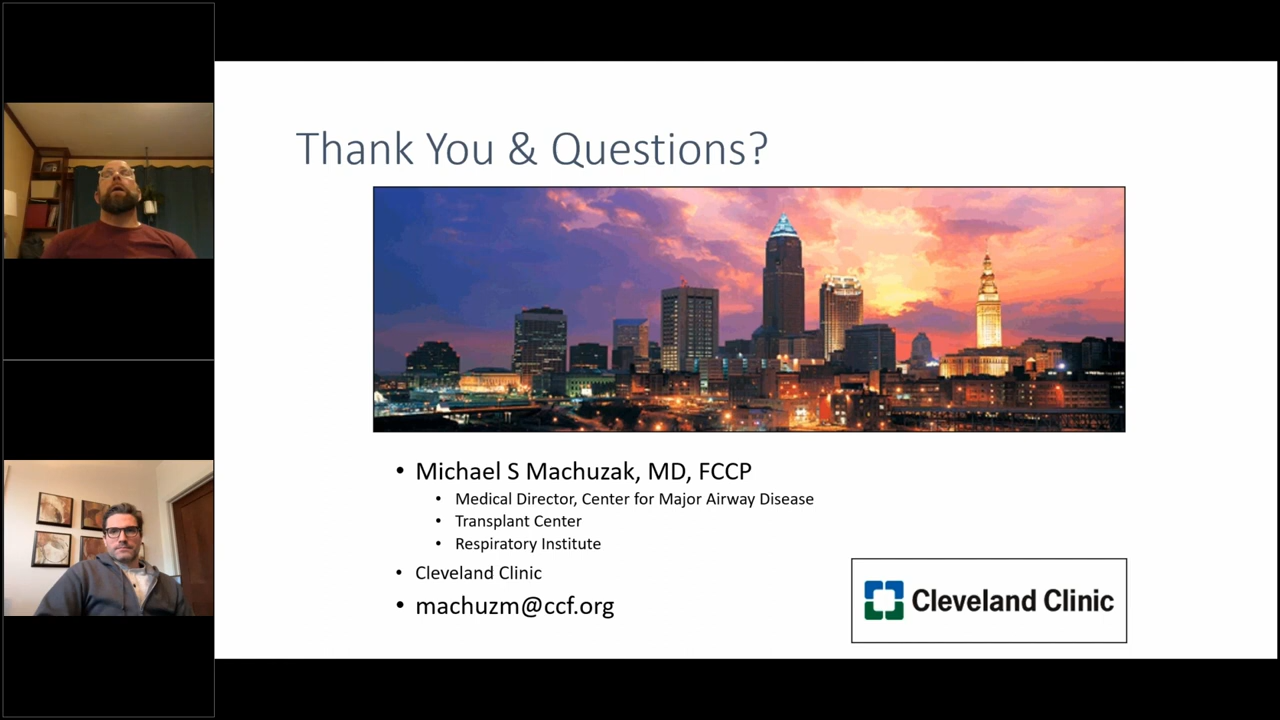 Thank You & Questions?
• Michael S Machuzak, MD, FCCP
• Medical Director, Center for Major Airway Disease
• Transplant Center
• Respiratory Institute
• Cleveland Clinic
• machuzm@ccf.org
Cleveland Clinic